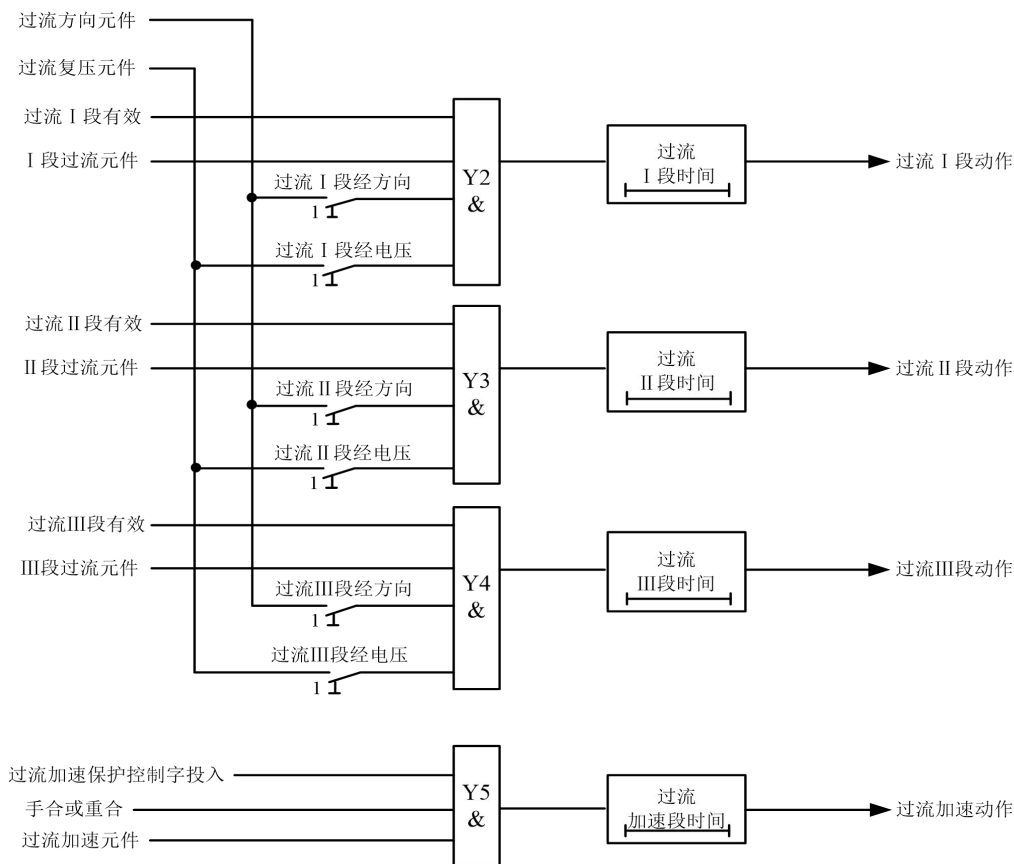 过流方向元件
过流复压元件
过流Ⅰ段有效
Ⅰ段过流元件
过流Ⅰ段经方向
1
过流Ⅰ段经电压
1
Y2
&
过流
Ⅰ段时间
过流Ⅰ段动作
过流Ⅱ段有效
Ⅱ段过流元件
过流Ⅱ段经方向
1
过流Ⅱ段经电压
1
Y3
&
过流
Ⅱ段时间
过流Ⅱ段动作
过流Ⅲ段有效
Ⅲ段过流元件
过流Ⅲ段经方向
1
过流Ⅲ段经电压
1
Y4
&
过流
Ⅲ段时间
过流Ⅲ段动作
过流加速保护控制字投入
手合或重合
过流加速元件
Y5
&
过流
加速段时间
过流加速动作